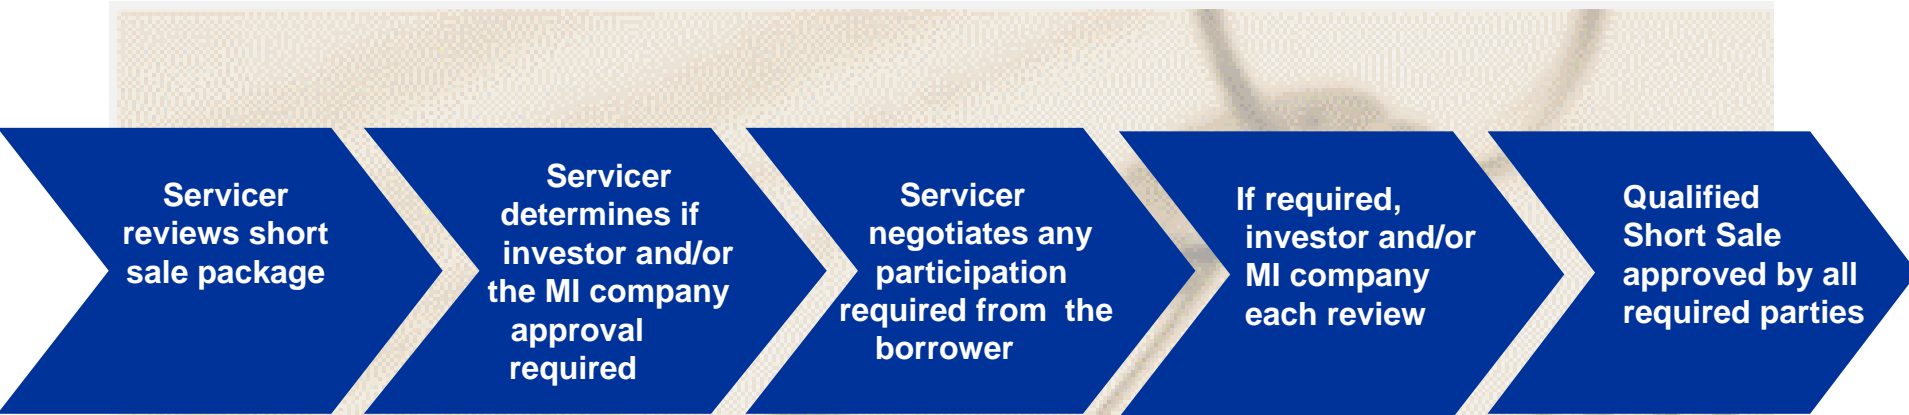 Servicer
reviews short
sale package
Servicer
determines if
investor and/or
the MI company
approval
required
Servicer
negotiates any
participation
required from the
borrower
If required,
investor and/or
MI company
each review
Qualified
Short Sale
approved by all
required parties